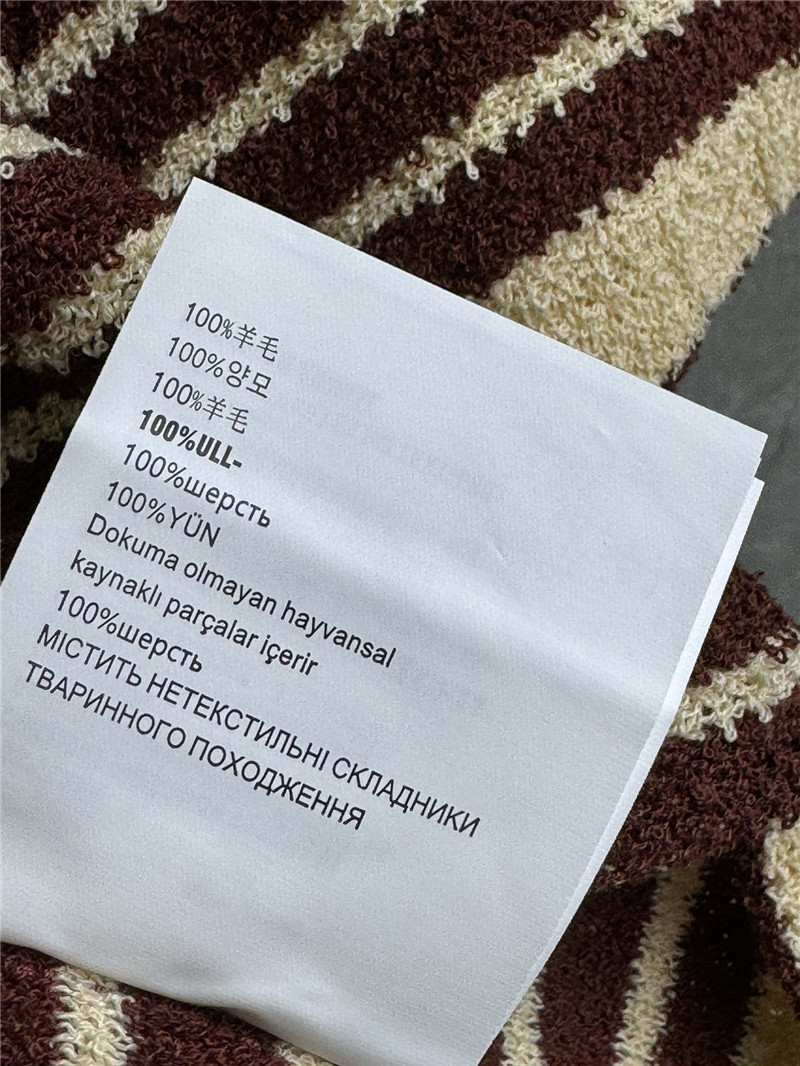 100%羊毛
100%양모
100%羊毛
100%ULL-
100%шерсть
100%YÜN
Dokuma olmayan hayvansal
kaynaklı parçalar içerir
100%шерсть
МІСТИТЬ НЕТЕКСТИЛЬНІ СКЛАДНИКИ
ТВАРИННОГО ПОХОДЖЕННЯ